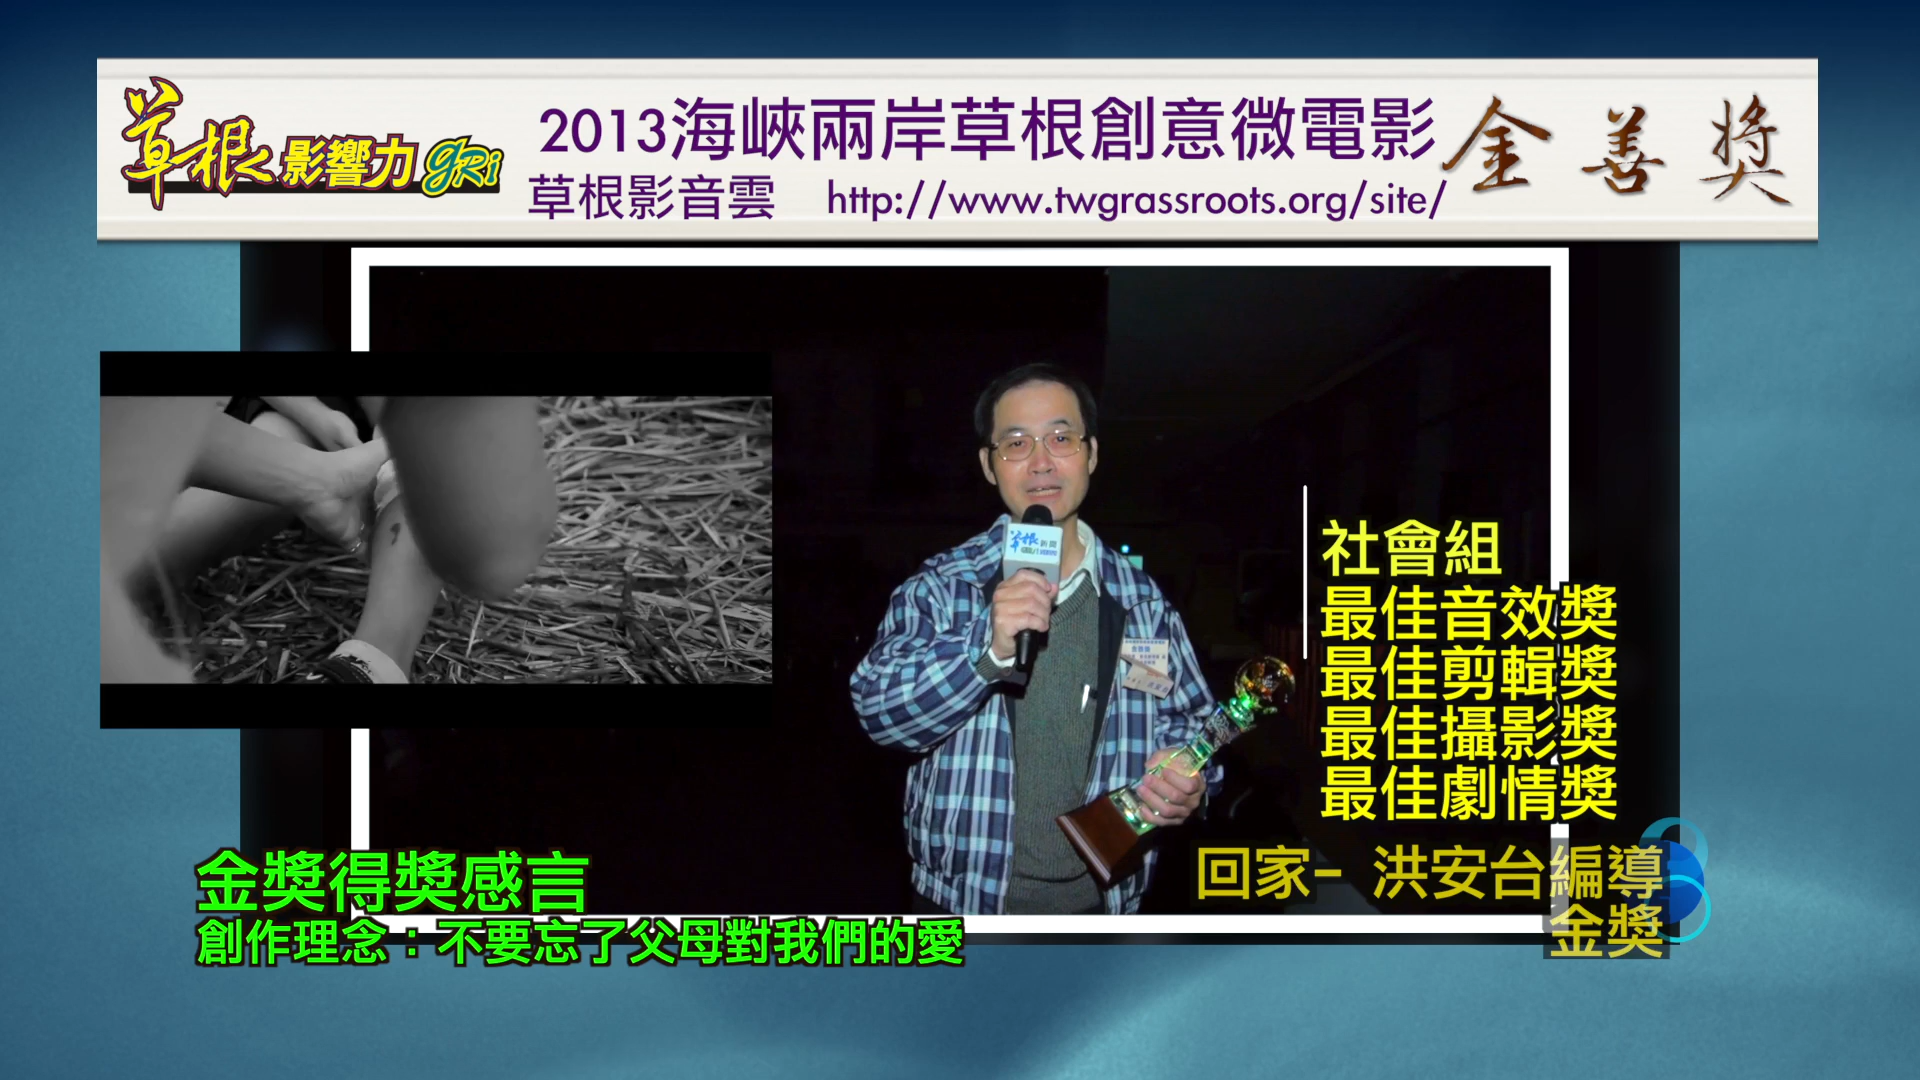 草根影響力 gRi
2013海峽兩岸草根創意微電影
金善獎
草根影音雲 http://www.twgrassroots.org/site/
草根新聞
社會組
最佳音效獎
最佳剪輯獎
最佳攝影獎
最佳劇情獎
回家- 洪安台編導
金獎
金獎得獎感言
創作理念：不要忘了父母對我們的愛